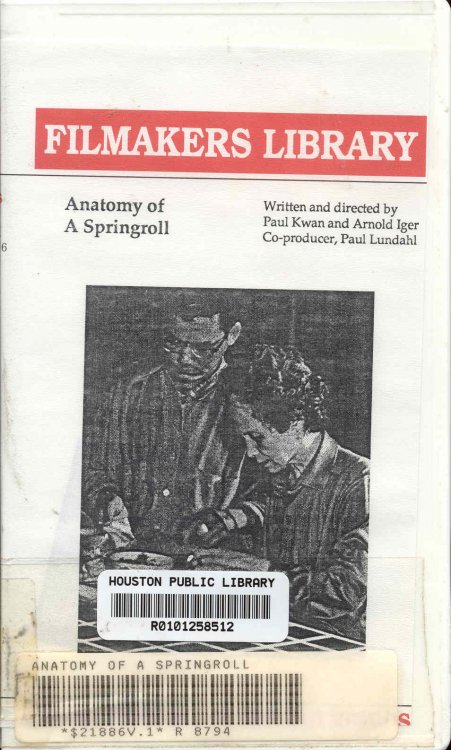 FILMAKERS LIBRARY
Anatomy of
A Springroll
Written and directed by
Paul Kwan and Arnold Iger
Co-producer, Paul Lundahl
6
HOUSTON PUBLIC LIBRARY
R0101258512
ANATOMY OF A SPRINGROLL
*$21886V.1* R 8794
S